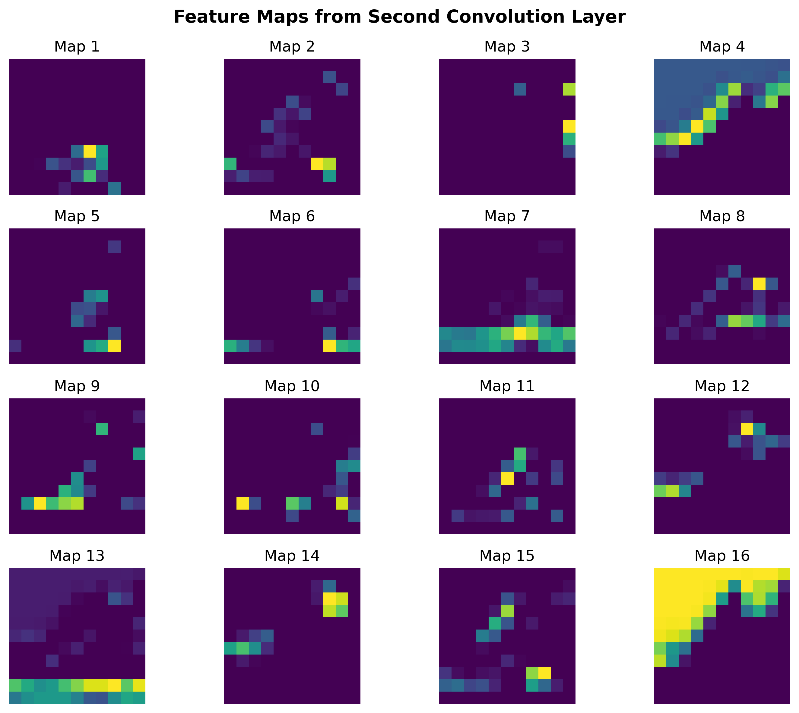 Feature Maps from Second Convolution Layer
Map 1
Map 2
Map 3
Map 4
Map 5
Map 6
Map 7
Map 8
Map 9
Map 10
Map 11
Map 12
Map 13
Map 14
Map 15
Map 16